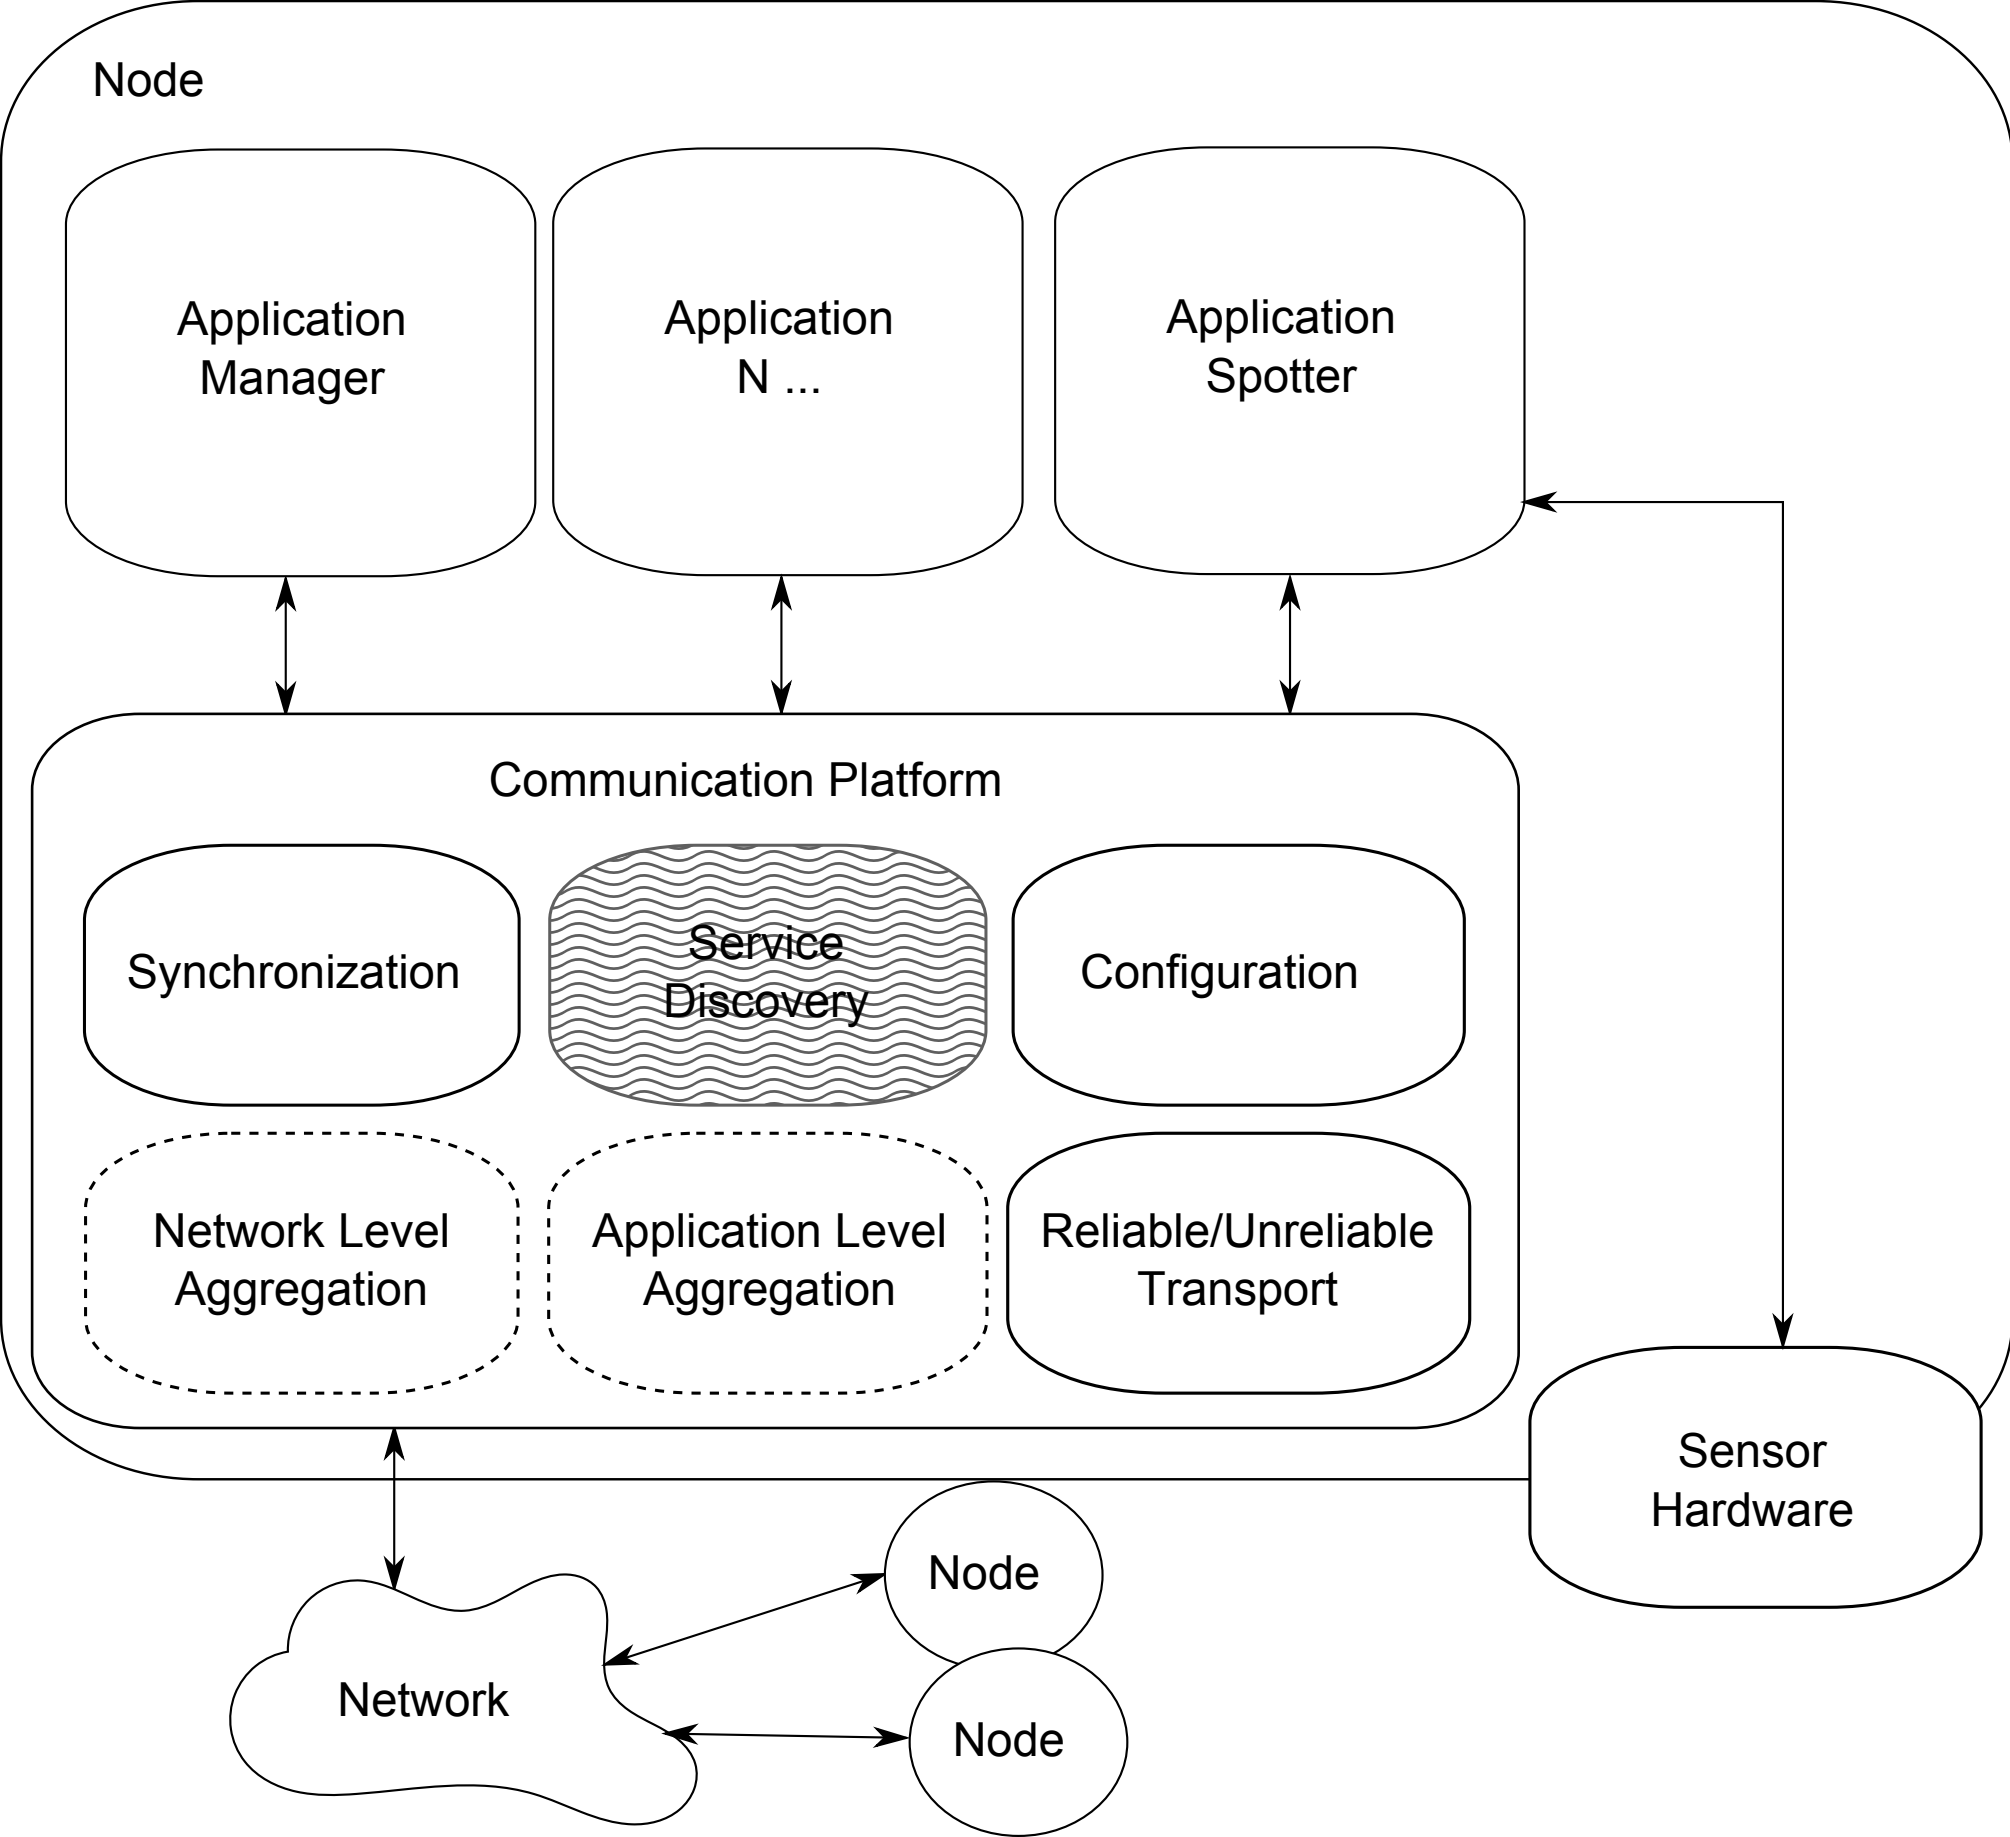 Node
Application
Manager
Application
N ...
Application
Spotter
Communication Platform
Synchronization
Service
Discovery
Configuration
Network Level
Aggregation
Application Level
Aggregation
Reliable/Unreliable
Transport
Sensor
Hardware
Node
Network
Node